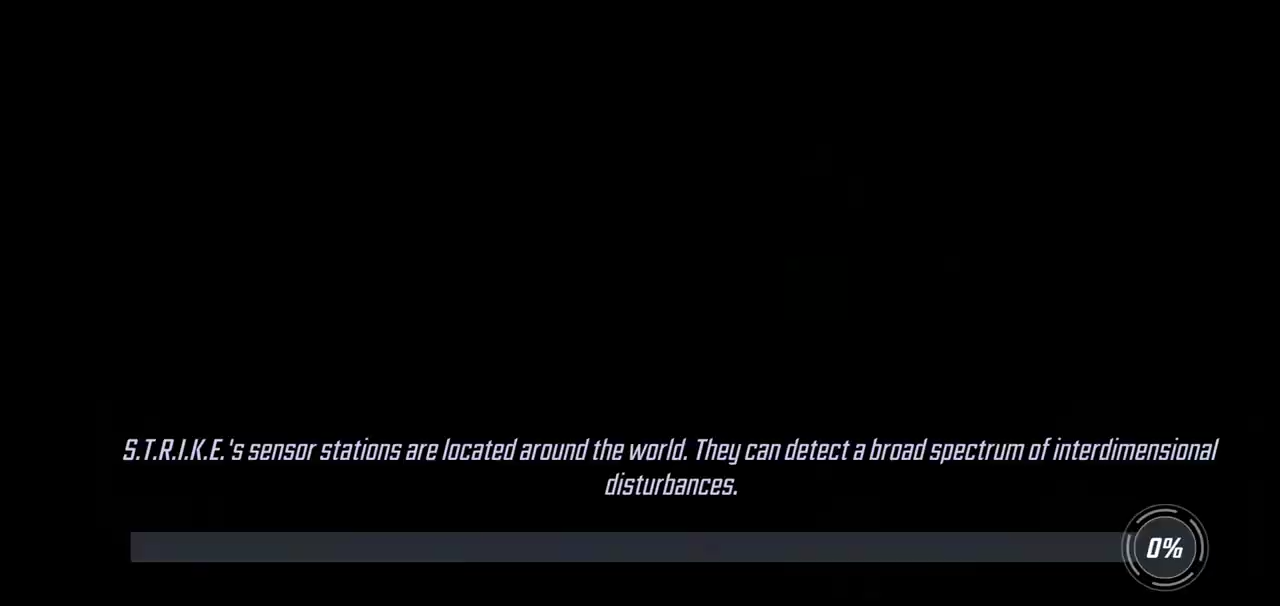 S.T.R.I.K.E.'s sensor stations are located around the world. They can detect a broad spectrum of interdimensional
disturbances.
0%